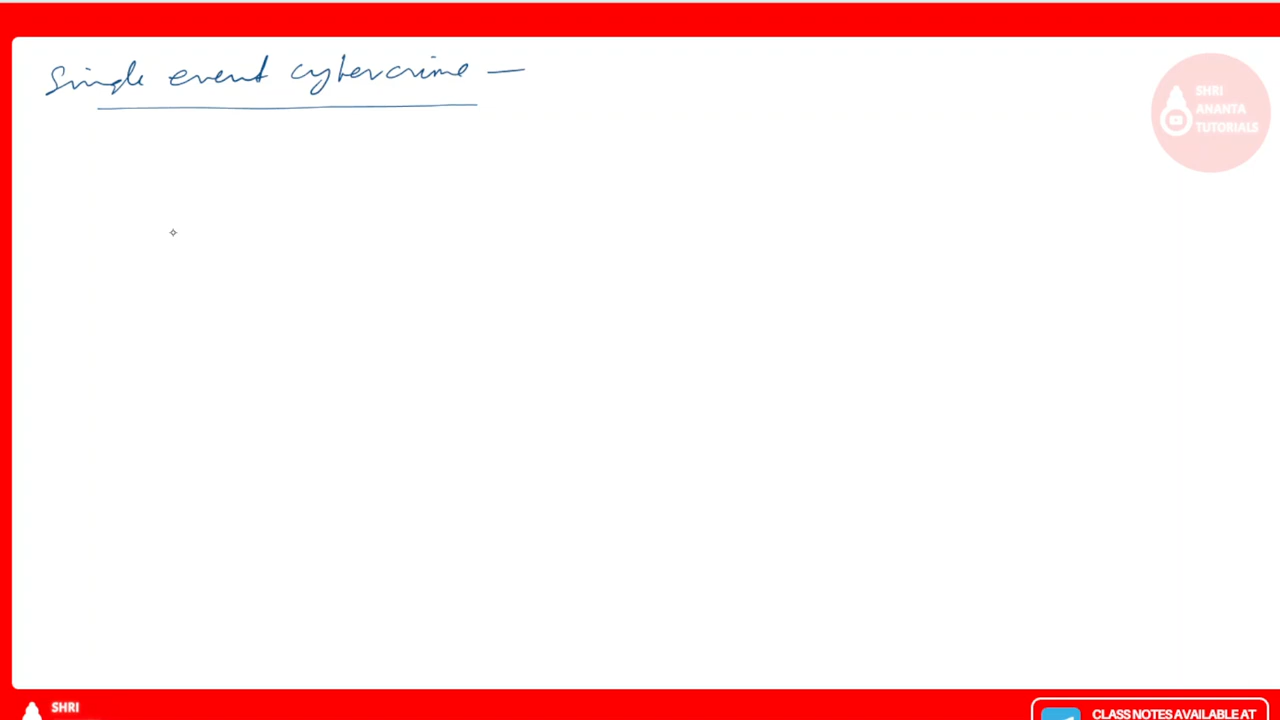 Single event cybercrime —
SHRI
ANANTA
TUTORIALS
SHRI
CLASS NOTES AVAILABLE AT